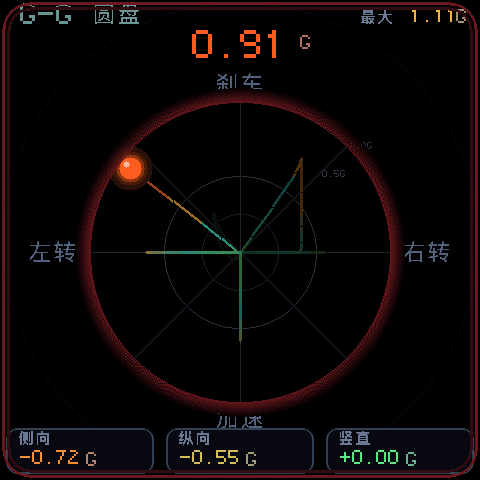 G-G 圆盘
最大 1.11G
0.91 G
刹车
0.5G
左转
右转
加速
侧向
-0.72 G
纵向
-0.55 G
竖直
+0.00 G